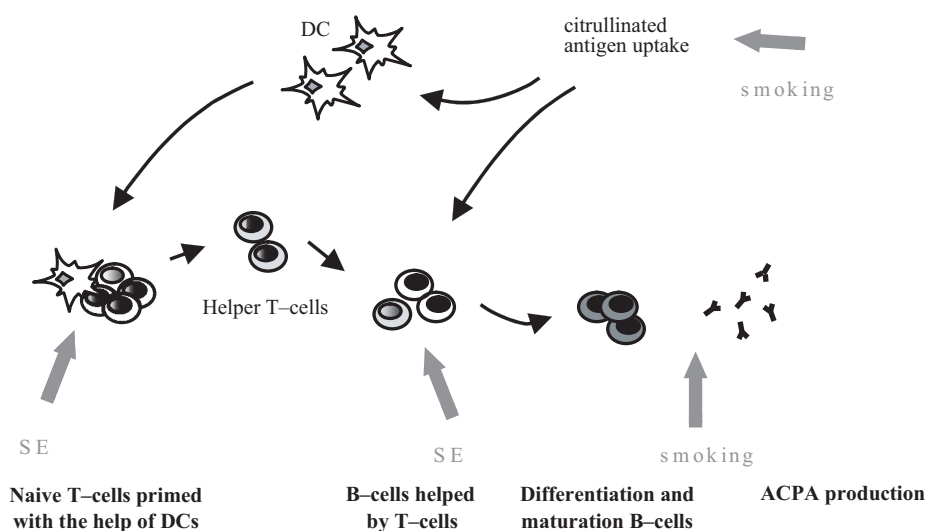 DC
citrullinated
antigen uptake
smoking
Helper T–cells
SE
SE
smoking
Naive T–cells primed
with the help of DCs
B–cells helped
by T–cells
Differentiation and
maturation B–cells
ACPA production